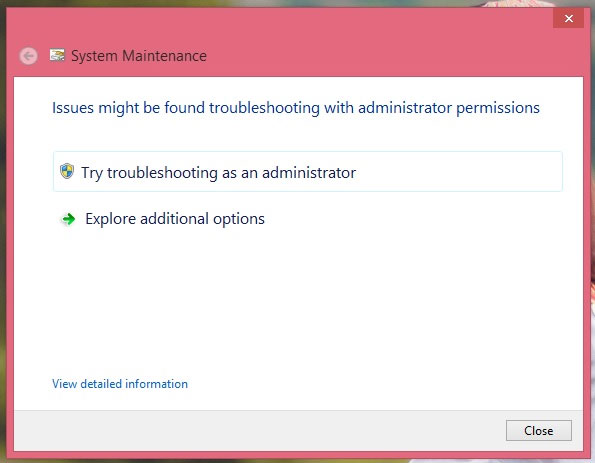 System Maintenance
Issues might be found troubleshooting with administrator permissions
Try troubleshooting as an administrator
Explore additional options
View detailed information
Close